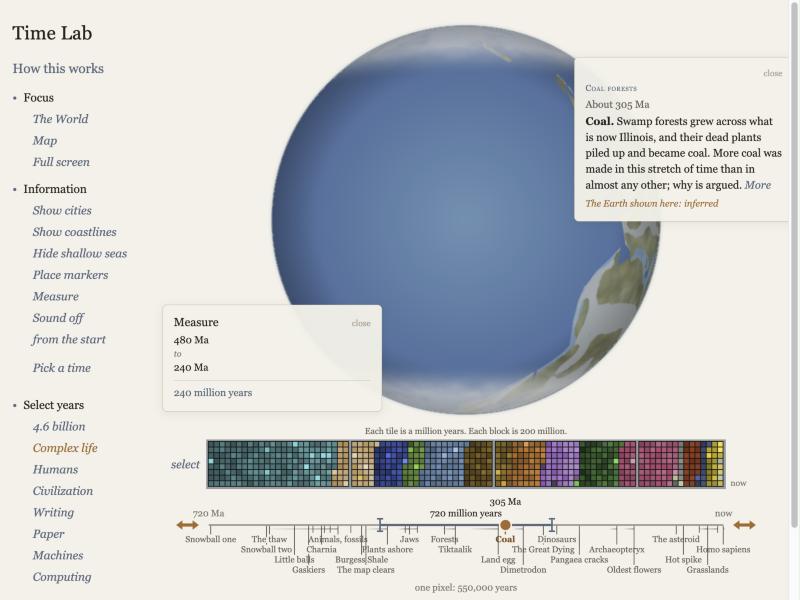 Time Lab
How this works
Focus
The World
Map
Full screen
Information
Show cities
Show coastlines
Hide shallow seas
Place markers
Measure
Sound off
from the start
Pick a time
Select years
4.6 billion
Complex life
Humans
Civilization
Writing
Paper
Machines
Computing
close
Coal forests
About 305 Ma
Coal. Swamp forests grew across what
is now Illinois, and their dead plants
piled up and became coal. More coal was
made in this stretch of time than in
almost any other; why is argued. More
The Earth shown here: inferred
Measure close
480 Ma
to
240 Ma
240 million years
Each tile is a million years. Each block is 200 million.
select
now
305 Ma
720 Ma 720 million years now
Snowball one The thaw Animals, fossils Jaws Forests Coal Dinosaurs The asteroid
Snowball two Charnia Plants ashore Tiktaalik The Great Dying Archaeopteryx Homo sapiens
Little balls Burgess Shale Land egg Pangaea cracks Hot spike
Gaskiers The map clears Dimetrodon Oldest flowers Grasslands
one pixel: 550,000 years